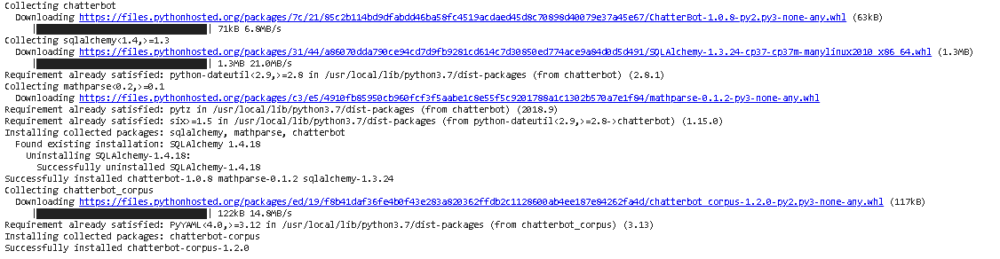 Collecting chatterbot
Downloading https://files.pythonhosted.org/packages/7c/21/85c2b114bd9dfabdd46ba58fc4519acdaed45d8c70898d40079e37a45e67/ChatterBot-1.0.8-py2.py3-none-any.whl (63kB)
| | 71kB 6.8MB/s
Collecting sqlalchemy<1.4,>=1.3
Downloading https://files.pythonhosted.org/packages/31/44/a86070dda790ce94cd7d9fb9281cd614c7d30850ed774ace9a84d0d5d491/SQLAlchemy-1.3.24-cp37-cp37m-manylinux2010_x86_64.whl (1.3MB)
| | 1.3MB 21.0MB/s
Requirement already satisfied: python-dateutil<2.9,>=2.8 in /usr/local/lib/python3.7/dist-packages (from chatterbot) (2.8.1)
Collecting mathparse<0.2,>=0.1
Downloading https://files.pythonhosted.org/packages/c3/e5/4910fb85950cb960fcf3f5aabe1c8e55f5c9201788a1c1302b570a7e1f84/mathparse-0.1.2-py3-none-any.whl
Requirement already satisfied: pytz in /usr/local/lib/python3.7/dist-packages (from chatterbot) (2018.9)
Requirement already satisfied: six>=1.5 in /usr/local/lib/python3.7/dist-packages (from python-dateutil<2.9,>=2.8->chatterbot) (1.15.0)
Installing collected packages: sqlalchemy, mathparse, chatterbot
Found existing installation: SQLAlchemy 1.4.18
Uninstalling SQLAlchemy-1.4.18:
Successfully uninstalled SQLAlchemy-1.4.18
Successfully installed chatterbot-1.0.8 mathparse-0.1.2 sqlalchemy-1.3.24
Collecting chatterbot_corpus
Downloading https://files.pythonhosted.org/packages/ed/19/f8b41daf36fe4b0f43e283a820362ffdb2c1128600ab4ee187e84262fa4d/chatterbot_corpus-1.2.0-py2.py3-none-any.whl (117kB)
| | 122kB 14.8MB/s
Requirement already satisfied: PyYAML<4.0,>=3.12 in /usr/local/lib/python3.7/dist-packages (from chatterbot_corpus) (3.13)
Installing collected packages: chatterbot-corpus
Successfully installed chatterbot-corpus-1.2.0